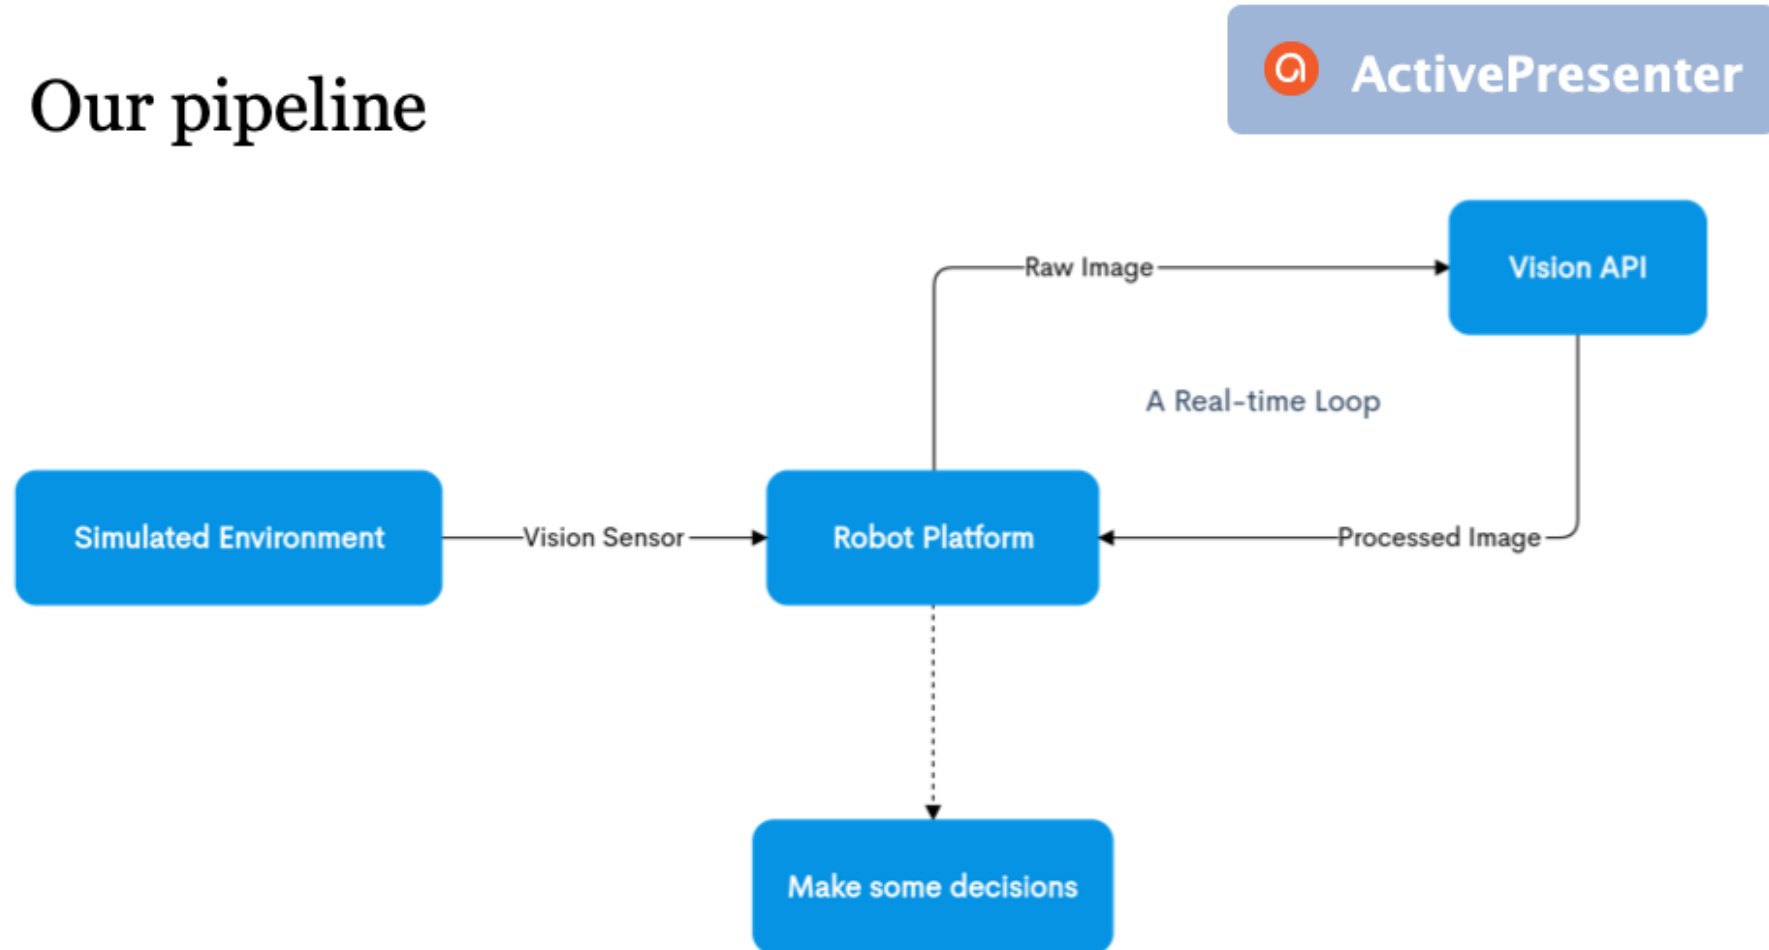 ActivePresenter
Our pipeline
Raw Image
Vision API
A Real-time Loop
Simulated Environment
Vision Sensor
Robot Platform
Processed Image
Make some decisions